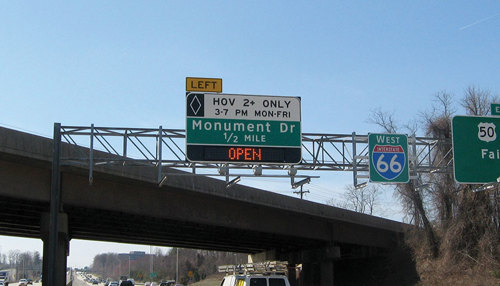 LEFT
HOV 2+ ONLY
3-7 PM MON-FRI
Monument Dr
1/2 MILE
OPEN
West
INTERSTATE
66
50
Fai